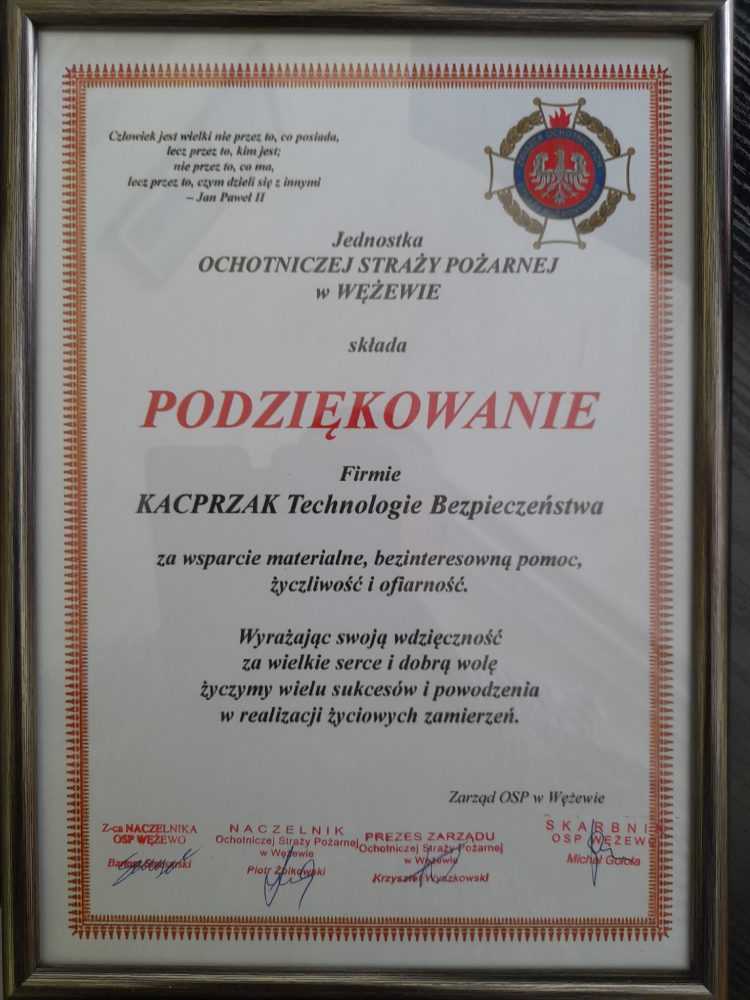 Człowiek jest wielki nie przez to, co posiada,
lecz przez to, kim jest;
nie przez to, co ma,
lecz przez to, czym dzieli się z innymi
– Jan Paweł II
Jednostka
OCHOTNICZEJ STRAŻY POŻARNEJ
w WĘŻEWIE
składa
PODZIĘKOWANIE
Firmie
KACPRZAK Technologie Bezpieczeństwa
za wsparcie materialne, bezinteresowną pomoc,
życzliwość i ofiarność.
Wyrażając swoją wdzięczność
za wielkie serce i dobrą wolę
życzymy wielu sukcesów i powodzenia
w realizacji życiowych zamierzeń.
Zarząd OSP w Wężewie
Z-ca NACZELNIKA
OSP WĘŻEWO
NACZELNIK
Ochotniczej Straży Pożarnej
w Wężewie
Piotr Żbikowski
PREZES ZARZĄDU
Ochotniczej Straży Pożarnej
w Wężewie
Krzysztof Wyszkowski
SKARBNIK
OSP WĘŻEWO
Michał